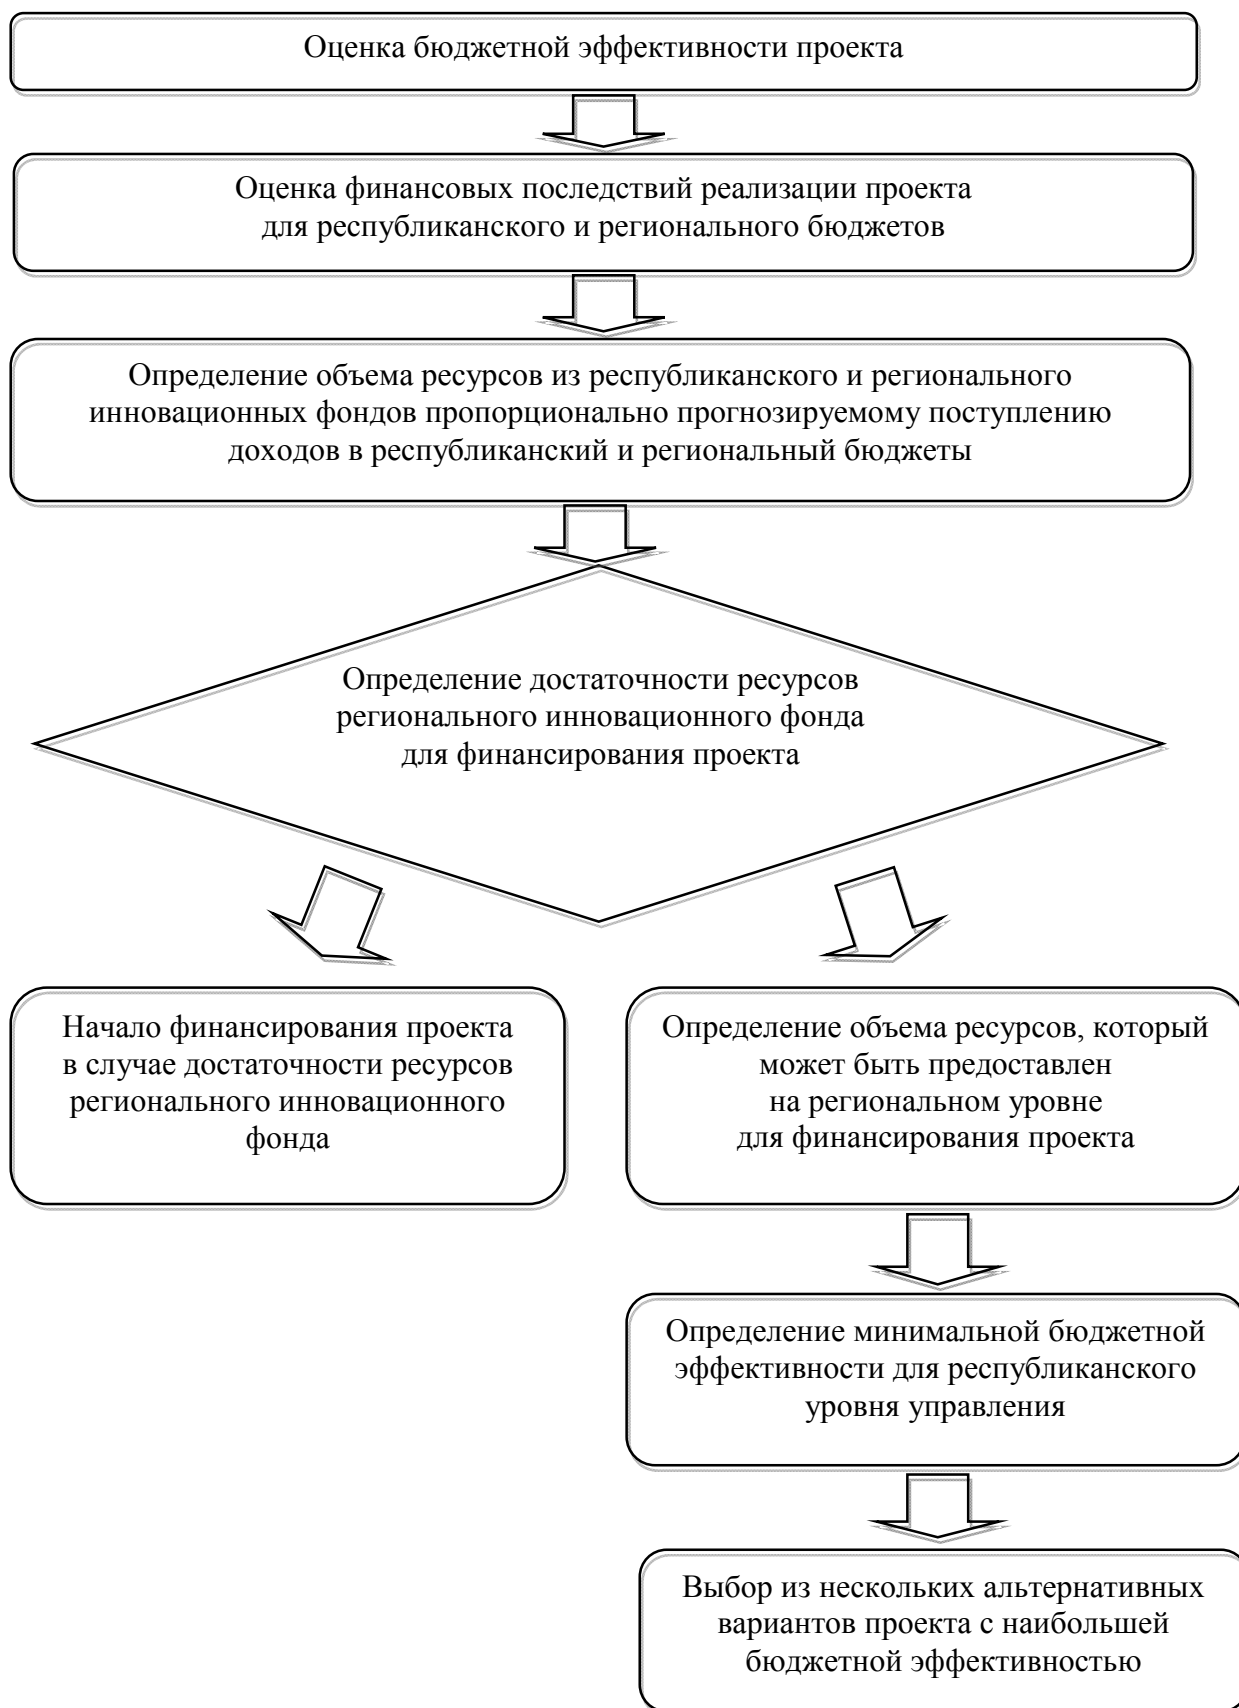 Оценка бюджетной эффективности проекта
Оценка финансовых последствий реализации проекта
для республиканского и регионального бюджетов
Определение объема ресурсов из республиканского и регионального
инновационных фондов пропорционально прогнозируемому поступлению
доходов в республиканский и региональный бюджеты
Определение достаточности ресурсов
регионального инновационного фонда
для финансирования проекта
Начало финансирования проекта
в случае достаточности ресурсов
регионального инновационного
фонда
Определение объема ресурсов, который
может быть предоставлен
на региональном уровне
для финансирования проекта
Определение минимальной бюджетной
эффективности для республиканского
уровня управления
Выбор из нескольких альтернативных
вариантов проекта с наибольшей
бюджетной эффективностью